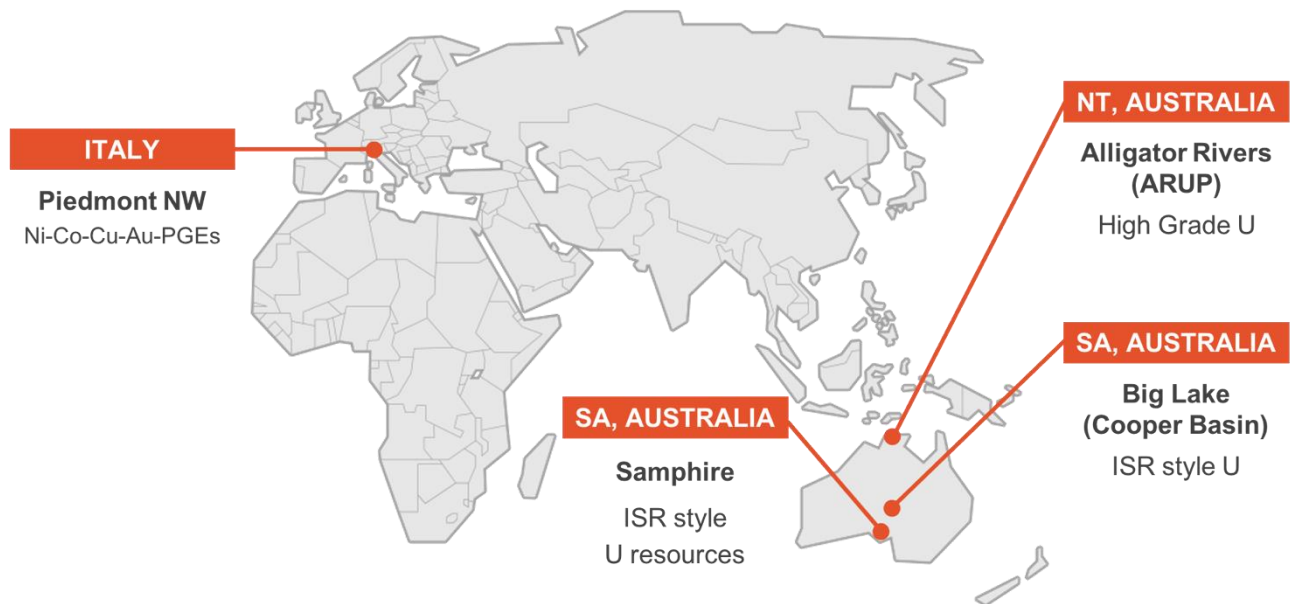 ITALY
Piedmont NW
Ni-Co-Cu-Au-PGEs
NT, AUSTRALIA
Alligator Rivers
(ARUP)
High Grade U
SA, AUSTRALIA
Big Lake
(Cooper Basin)
ISR style U
SA, AUSTRALIA
Samphire
ISR style
U resources